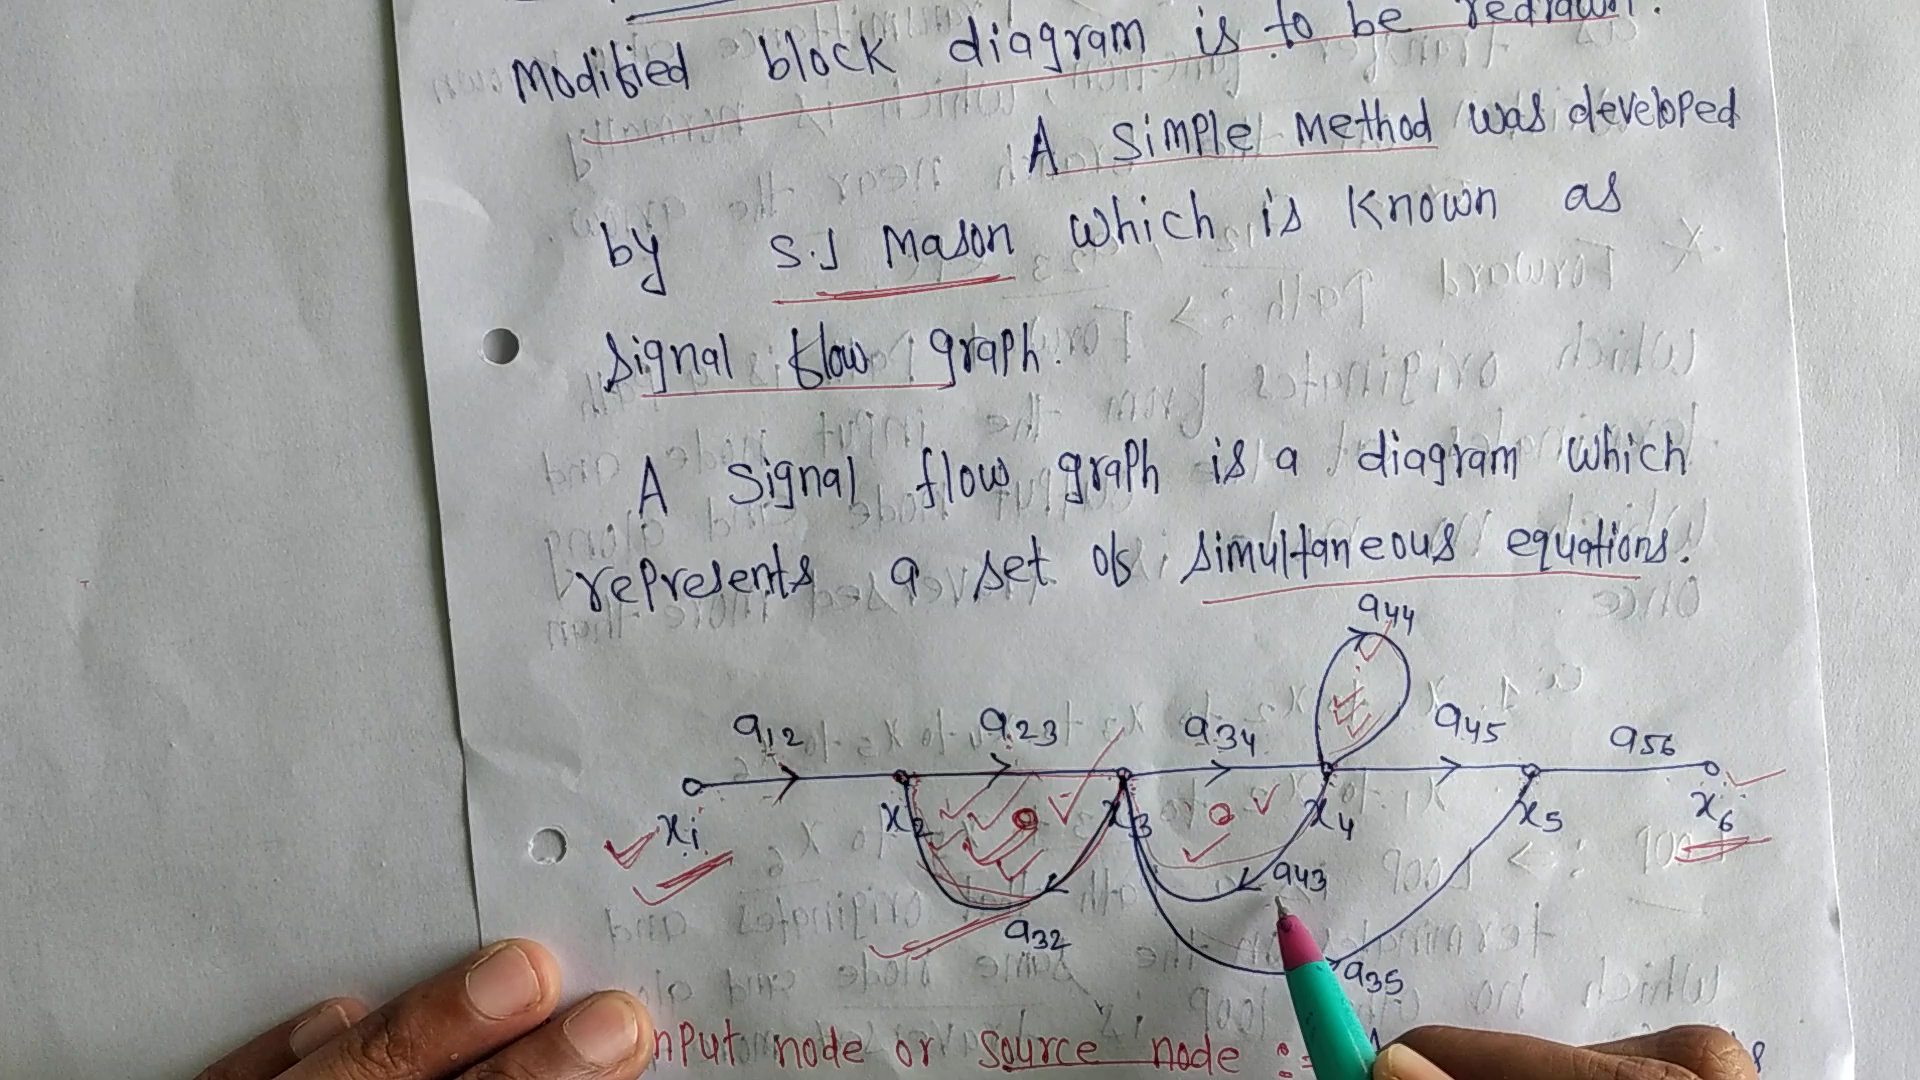 Modified block diagram is to be redrawn.
A simple method was developed
by S.J Mason which is known as
signal flow graph.
A signal flow graph is a diagram which
represents a set of simultaneous equations.
a44
a12 a23 a34 a45 a56
x1 x2 x3 x4 x5 x6
a43
a32
a35
nput node or source node :=